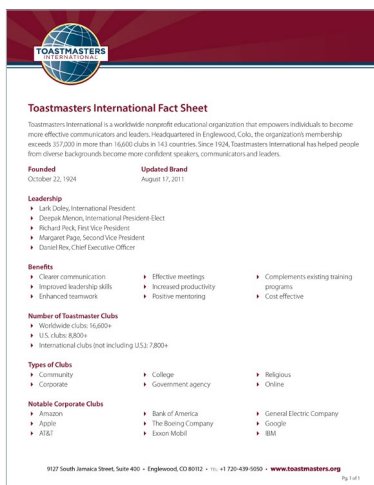 TOASTMASTERS
INTERNATIONAL
Toastmasters International Fact Sheet
Toastmasters International is a worldwide nonprofit educational organization that empowers individuals to become
more effective communicators and leaders. Headquartered in Englewood, Colo., the organization's membership
exceeds 357,000 in more than 16,600 clubs in 143 countries. Since 1924, Toastmasters International has helped people
from diverse backgrounds become more confident speakers, communicators and leaders.
Founded
October 22, 1924
Updated Brand
August 17, 2011
Leadership
Lark Doley, International President
Deepak Menon, International President-Elect
Richard Peck, First Vice President
Margaret Page, Second Vice President
Daniel Rex, Chief Executive Officer
Benefits
Clearer communication
Improved leadership skills
Enhanced teamwork
Effective meetings
Increased productivity
Positive mentoring
Complements existing training
programs
Cost effective
Number of Toastmaster Clubs
Worldwide clubs: 16,600+
U.S. clubs: 8,800+
International clubs (not including U.S.): 7,800+
Types of Clubs
Community
Corporate
College
Government agency
Religious
Online
Notable Corporate Clubs
Amazon
Apple
AT&T
Bank of America
The Boeing Company
Exxon Mobil
General Electric Company
Google
IBM
9127 South Jamaica Street, Suite 400 • Englewood, CO 80112 • TEL: +1 720-439-5050 • www.toastmasters.org
Pg. 1 of 1